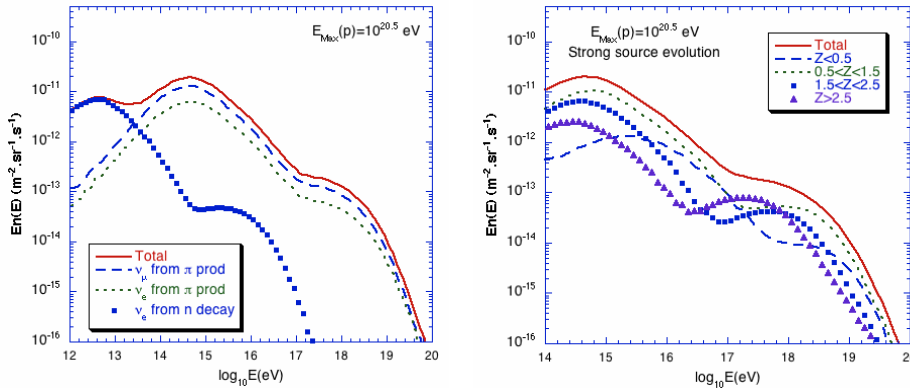 E_Max(p)=10^20.5 eV
En(E) (m^-2.sr^-1.s^-1)
10^-10
10^-11
10^-12
10^-13
10^-14
10^-15
10^-16
Total
ν_e from π prod
ν_e from π prod
ν_e from n decay
12 13 14 15 16 17 18 19 20
log_10E(eV)
E_Max(p)=10^20.5 eV
Strong source evolution
En(E) (m^-2.sr^-1.s^-1)
10^-10
10^-11
10^-12
10^-13
10^-14
10^-15
10^-16
Total
Z<0.5
0.5<Z<1.5
1.5<Z<2.5
Z>2.5
14 15 16 17 18 19 20
log_10E(eV)